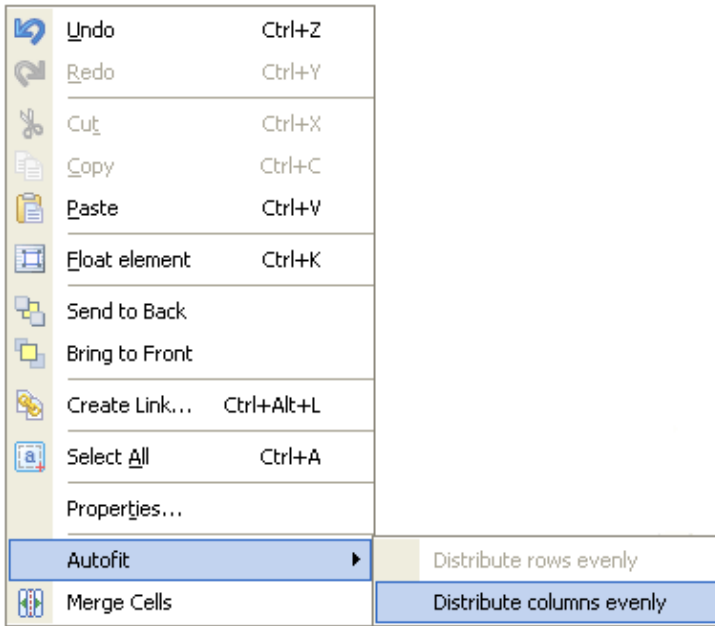 Undo Ctrl+Z
Redo Ctrl+Y
Cut Ctrl+X
Copy Ctrl+C
Paste Ctrl+V
Float element Ctrl+K
Send to Back
Bring to Front
Create Link... Ctrl+Alt+L
Select All Ctrl+A
Properties...
Autofit Distribute rows evenly
Merge Cells Distribute columns evenly